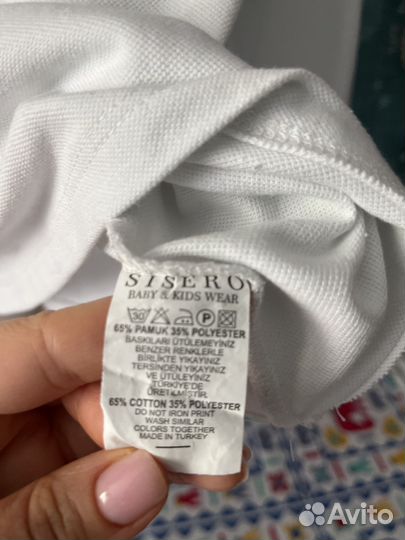 SISERO
BABY & KIDS WEAR
30 P
65% PAMUK 35% POLYESTER
BASKILARI ÜTÜLEMEYİNİZ
BENZER RENKLERLE
BİRLİKTE YIKAYINIZ
TERSİNDEN YIKAYINIZ
VE ÜTÜLEYİNİZ
TÜRKİYE'DE
ÜRETİLMİŞTİR
65% COTTON 35% POLYESTER
DO NOT IRON PRINT
WASH SIMILAR
COLORS TOGETHER
MADE IN TURKEY
Avito